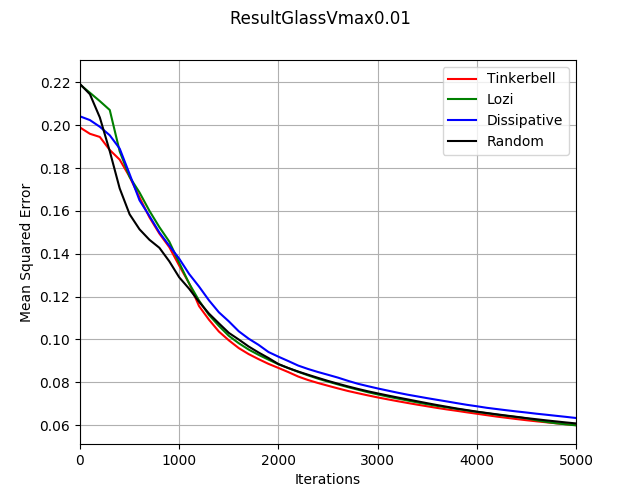 ResultGlassVmax0.01
Tinkerbell
Lozi
Dissipative
Random
Mean Squared Error
0.22
0.20
0.18
0.16
0.14
0.12
0.10
0.08
0.06
0 1000 2000 3000 4000 5000
Iterations